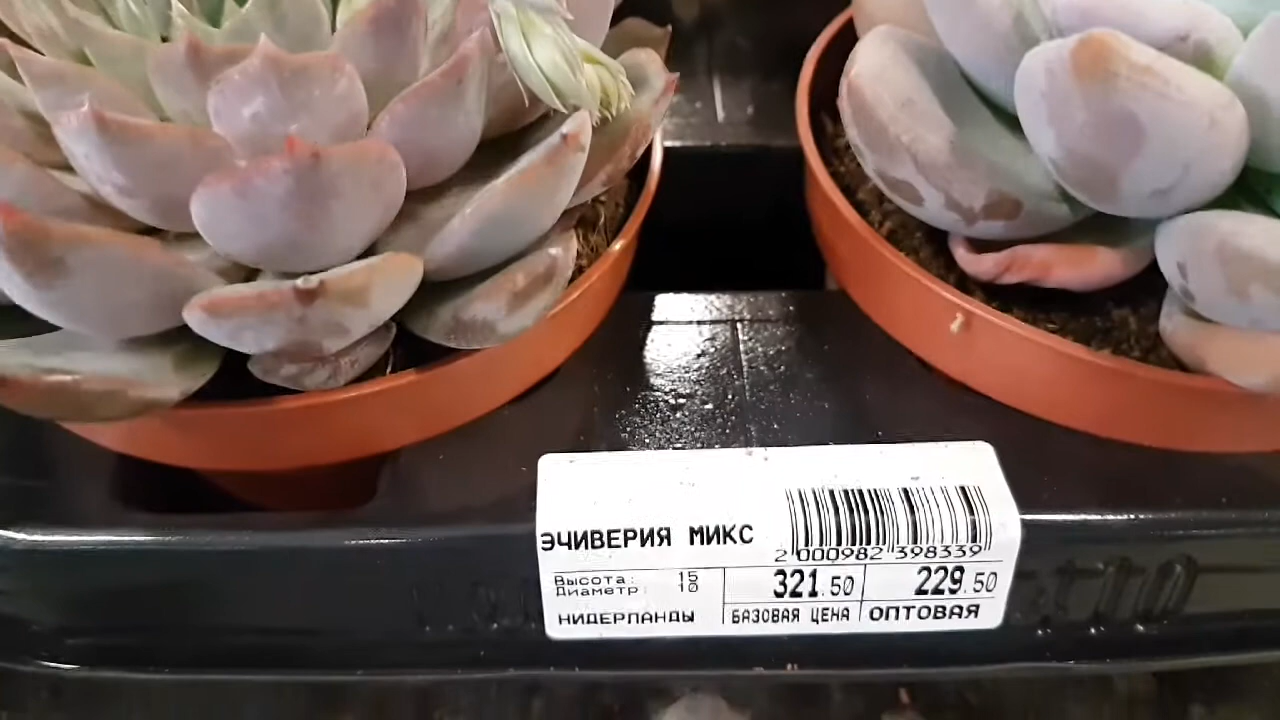 ЭЧИВЕРИЯ МИКС
2 000982 398339
Высота: 15
Диаметр: 10
321.50 229.50
НИДЕРЛАНДЫ БАЗОВАЯ ЦЕНА ОПТОВАЯ